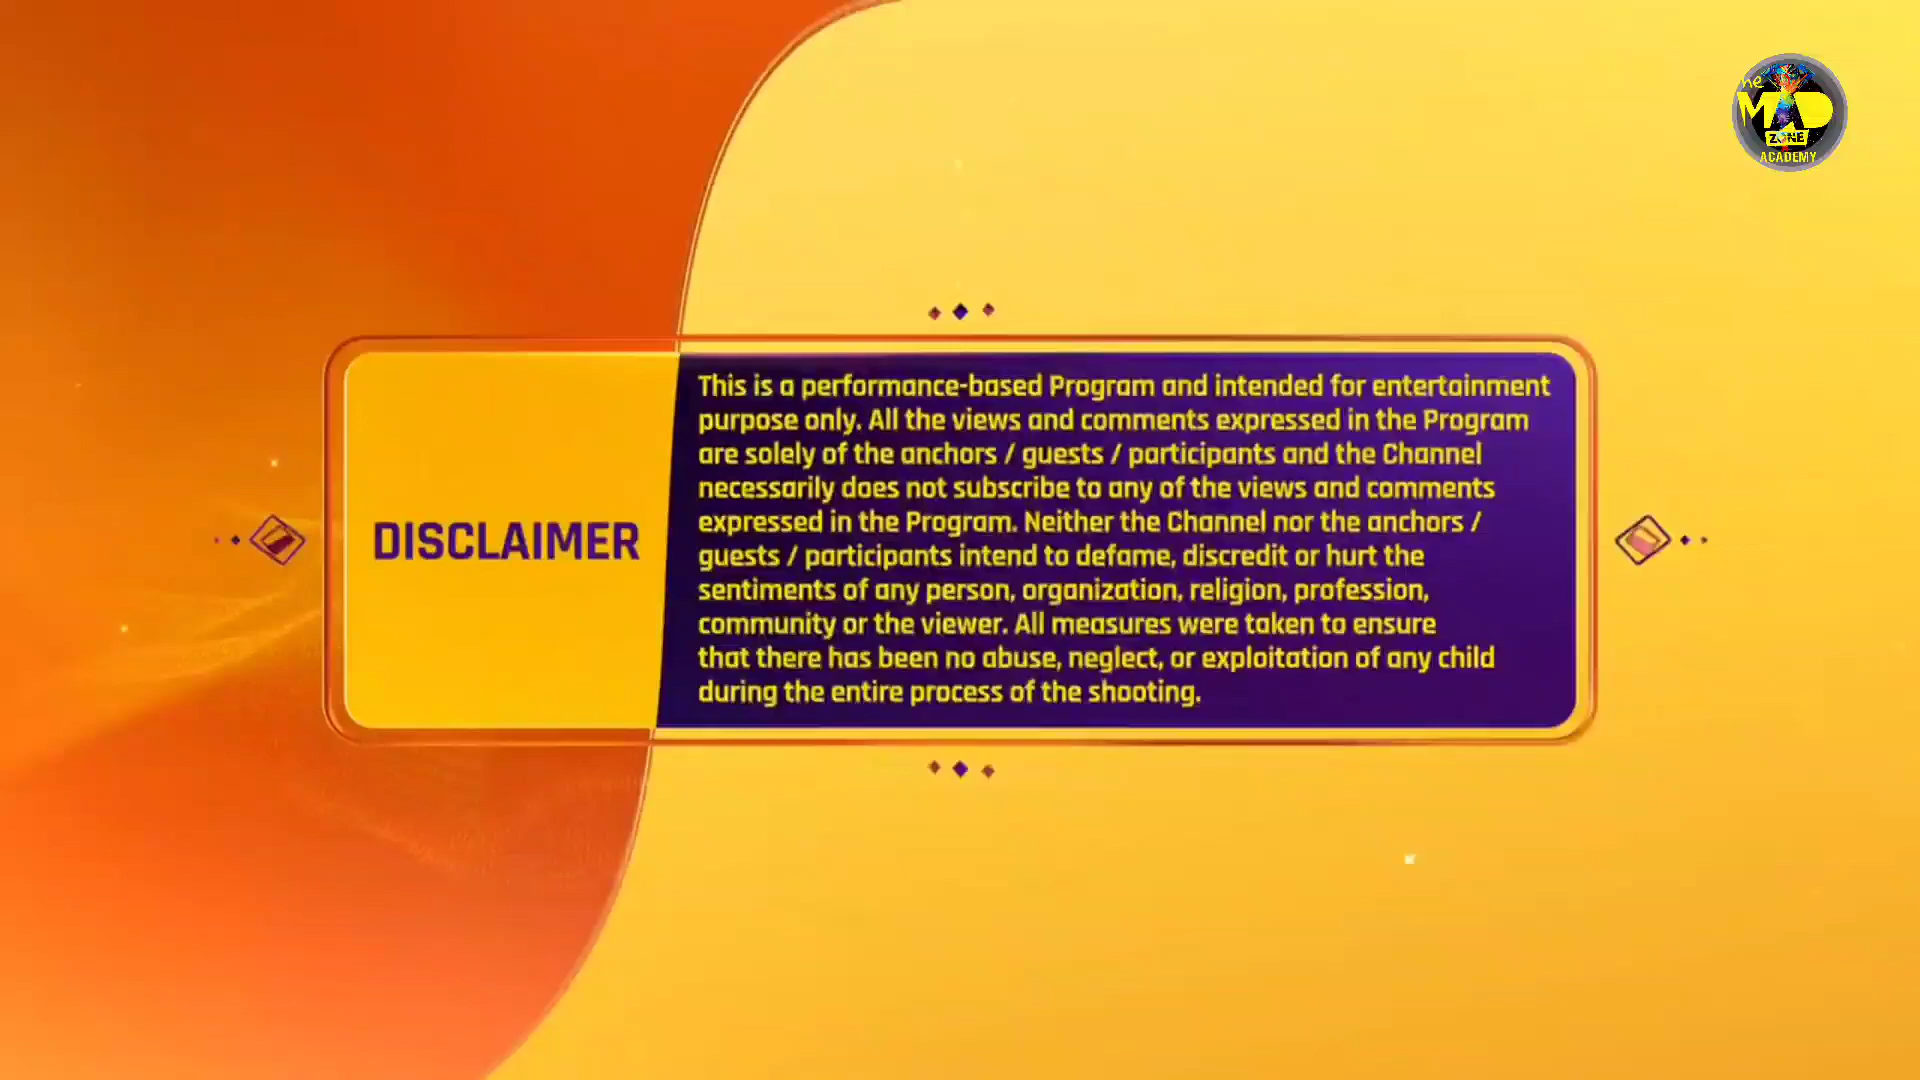 The
MAD
ZONE
ACADEMY
DISCLAIMER
This is a performance-based Program and intended for entertainment
purpose only. All the views and comments expressed in the Program
are solely of the anchors / guests / participants and the Channel
necessarily does not subscribe to any of the views and comments
expressed in the Program. Neither the Channel nor the anchors /
guests / participants intend to defame, discredit or hurt the
sentiments of any person, organization, religion, profession,
community or the viewer. All measures were taken to ensure
that there has been no abuse, neglect, or exploitation of any child
during the entire process of the shooting.